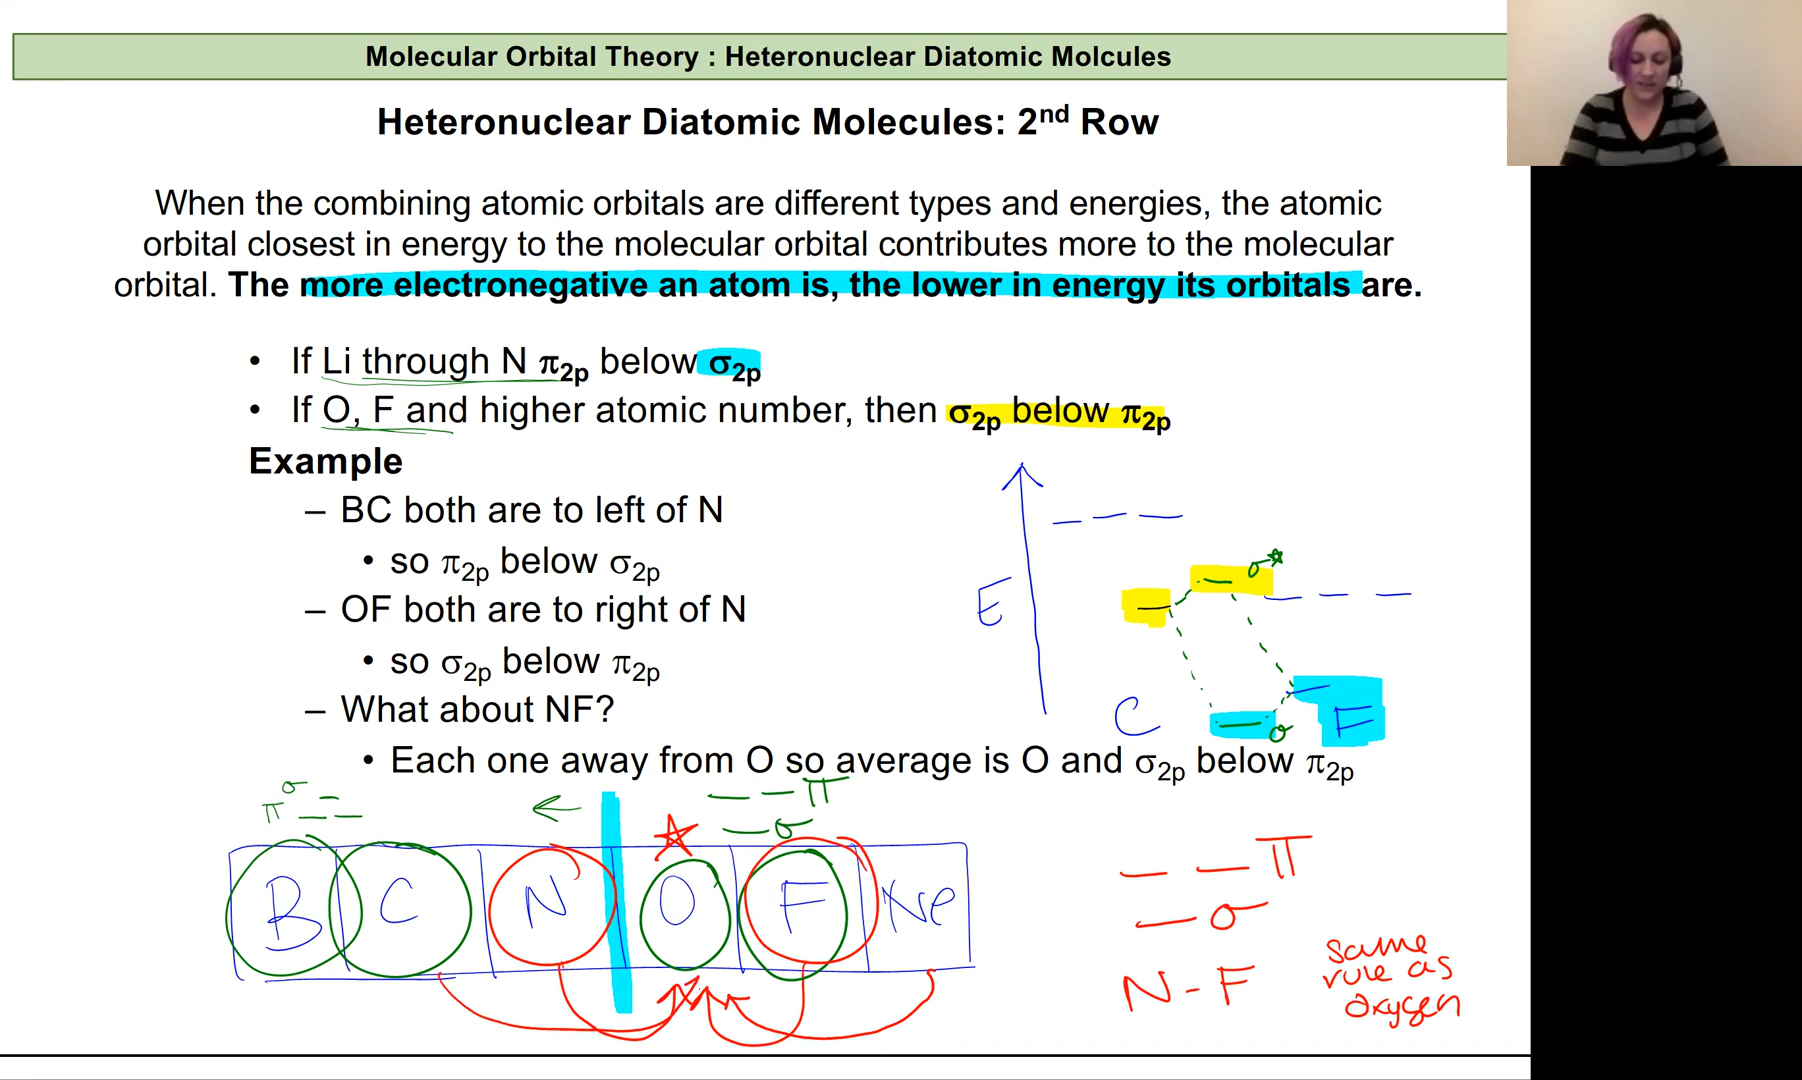 Molecular Orbital Theory : Heteronuclear Diatomic Molcules
Heteronuclear Diatomic Molecules: 2nd Row
When the combining atomic orbitals are different types and energies, the atomic
orbital closest in energy to the molecular orbital contributes more to the molecular
orbital. The more electronegative an atom is, the lower in energy its orbitals are.
• If Li through N π2p below σ2p
• If O, F and higher atomic number, then σ2p below π2p
Example
– BC both are to left of N
• so π2p below σ2p
– OF both are to right of N
• so σ2p below π2p
– What about NF?
• Each one away from O so average is O and σ2p below π2p
E
σ*
C
σ
F
σ
π
π
σ
B C N O F Ne
π
σ
N - F
same
rule as
oxygen